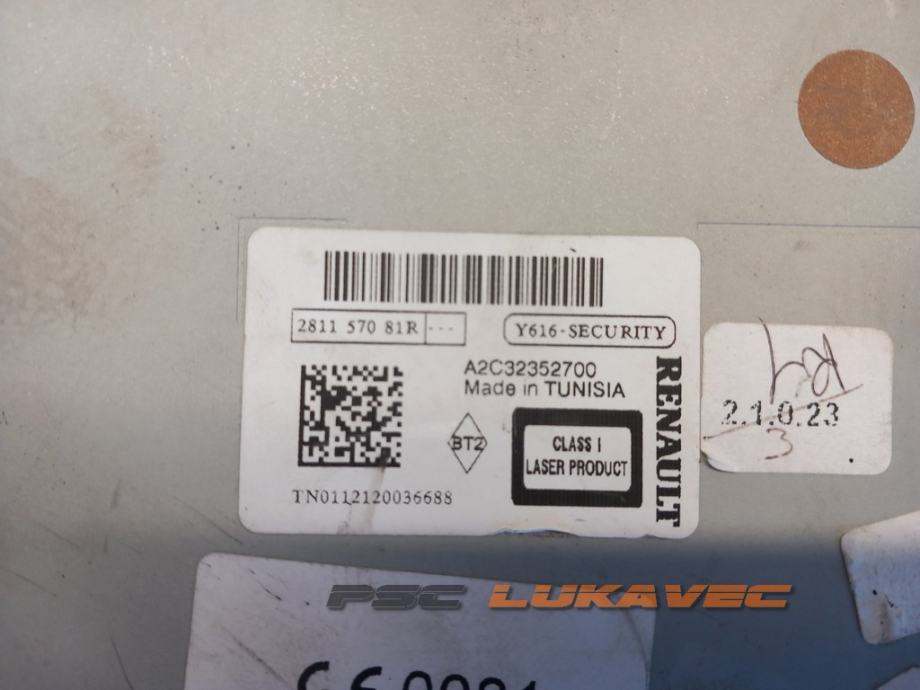 2811 570 81R ---
Y616-SECURITY
A2C32352700
Made in TUNISIA
BT2
CLASS I
LASER PRODUCT
TN0112120036688
RENAULT
2.1.0.23
3
PSC LUKAVEC